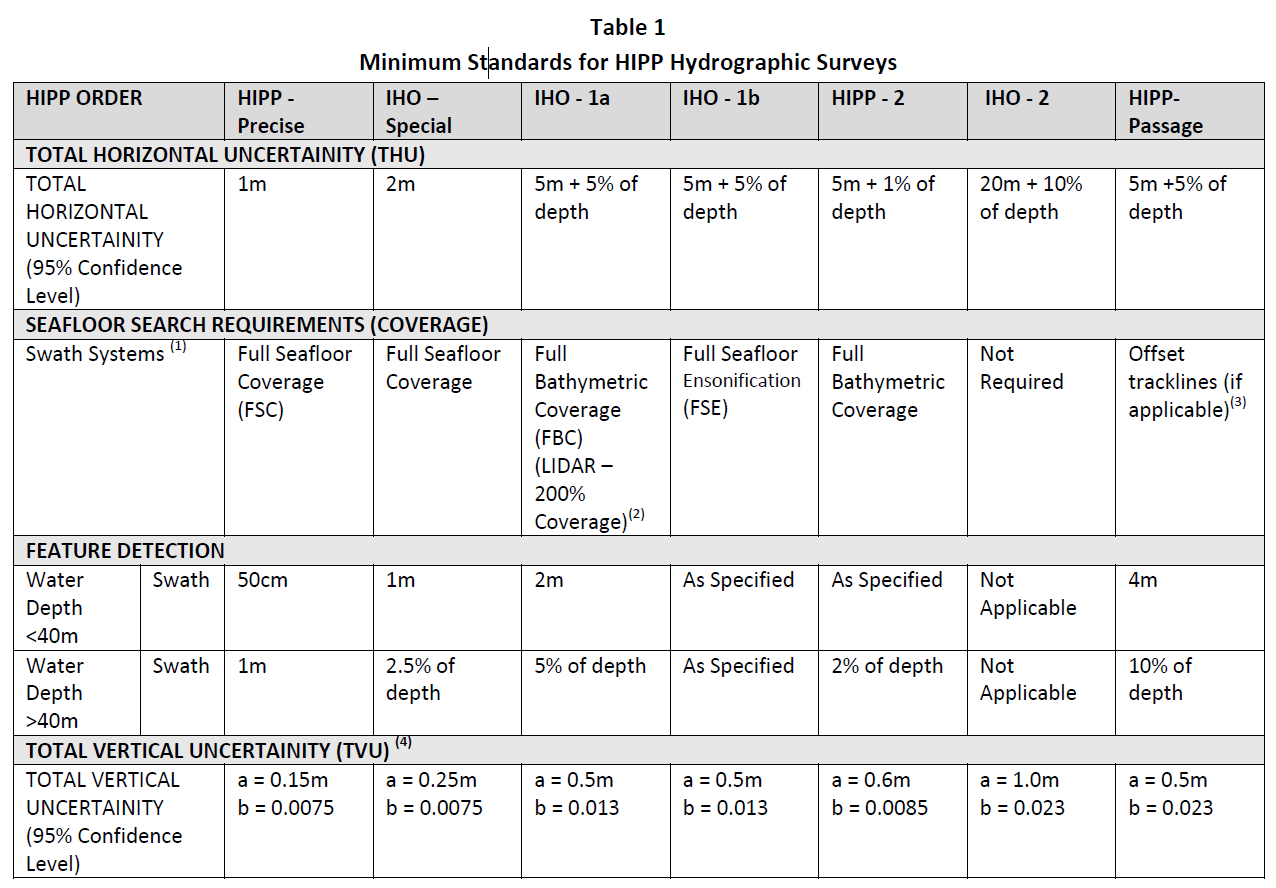 Table 1
Minimum Standards for HIPP Hydrographic Surveys
HIPP ORDER
HIPP -
Precise
IHO –
Special
IHO - 1a
IHO - 1b
HIPP - 2
IHO - 2
HIPP-
Passage
TOTAL HORIZONTAL UNCERTAINITY (THU)
TOTAL
HORIZONTAL
UNCERTAINITY
(95% Confidence
Level)
1m
2m
5m + 5% of
depth
5m + 5% of
depth
5m + 1% of
depth
20m + 10%
of depth
5m +5% of
depth
SEAFLOOR SEARCH REQUIREMENTS (COVERAGE)
Swath Systems (1)
Full Seafloor
Coverage
(FSC)
Full Seafloor
Coverage
Full
Bathymetric
Coverage
(FBC)
(LIDAR –
200%
Coverage)(2)
Full Seafloor
Ensonification
(FSE)
Full
Bathymetric
Coverage
Not
Required
Offset
tracklines (if
applicable)(3)
FEATURE DETECTION
Water
Depth
<40m
Swath
50cm
1m
2m
As Specified
As Specified
Not
Applicable
4m
Water
Depth
>40m
Swath
1m
2.5% of
depth
5% of depth
As Specified
2% of depth
Not
Applicable
10% of
depth
TOTAL VERTICAL UNCERTAINITY (TVU) (4)
TOTAL VERTICAL
UNCERTAINITY
(95% Confidence
Level)
a = 0.15m
b = 0.0075
a = 0.25m
b = 0.0075
a = 0.5m
b = 0.013
a = 0.5m
b = 0.013
a = 0.6m
b = 0.0085
a = 1.0m
b = 0.023
a = 0.5m
b = 0.023